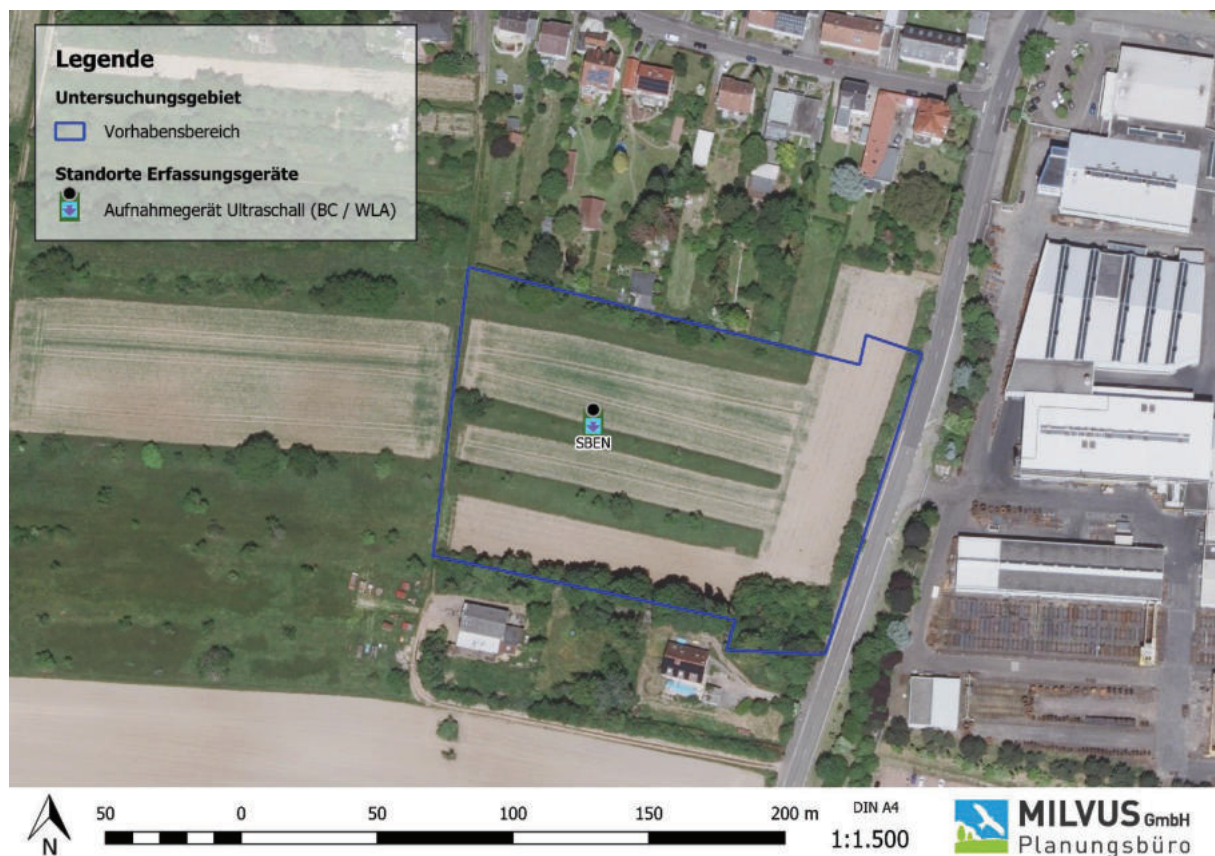 Legende
Untersuchungsgebiet
Vorhabensbereich
Standorte Erfassungsgeräte
Aufnahmegerät Ultraschall (BC / WLA)
SBEN
N
50 0 50 100 150 200 m
DIN A4
1:1.500
MILVUS GmbH
Planungsbüro